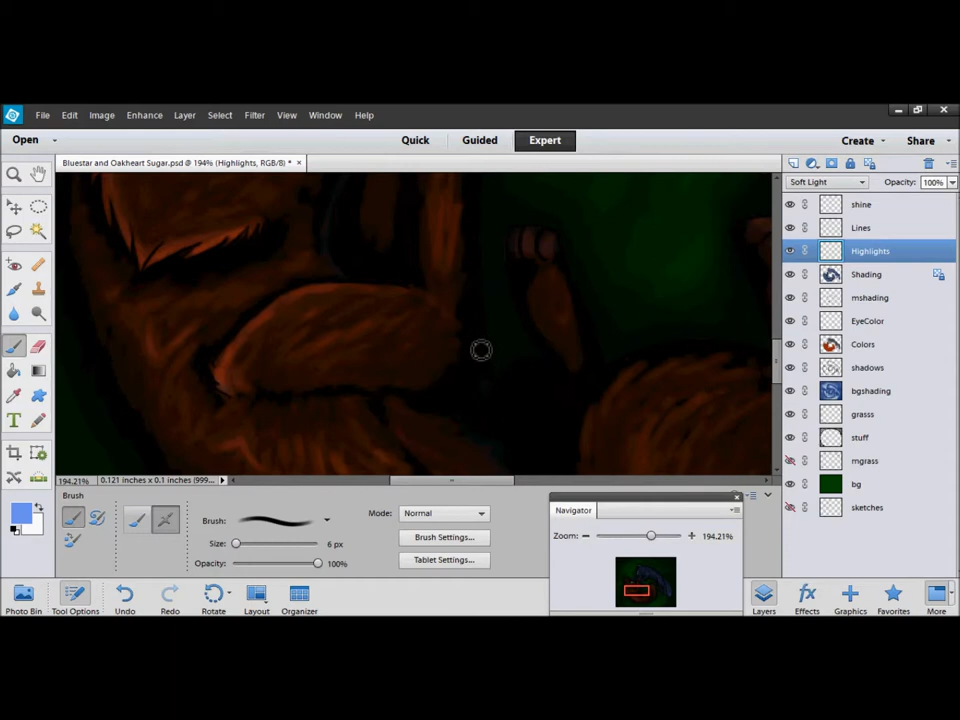 File Edit Image Enhance Layer Select Filter View Window Help
Open Quick Guided Expert Create Share
Bluestar and Oakheart Sugar.psd @ 194% (Highlights, RGB/8) * ×
Soft Light Opacity: 100%
shine
Lines
Highlights
Shading
mshading
EyeColor
Colors
shadows
bgshading
grasss
stuff
mgrass
bg
sketches
194.21% 0.121 inches x 0.1 inches (999...
Brush
Brush:
Size: 6 px
Opacity: 100%
Mode: Normal
Brush Settings...
Tablet Settings...
Navigator
Zoom: 194.21%
Photo Bin Tool Options Undo Redo Rotate Layout Organizer Layers Effects Graphics Favorites More